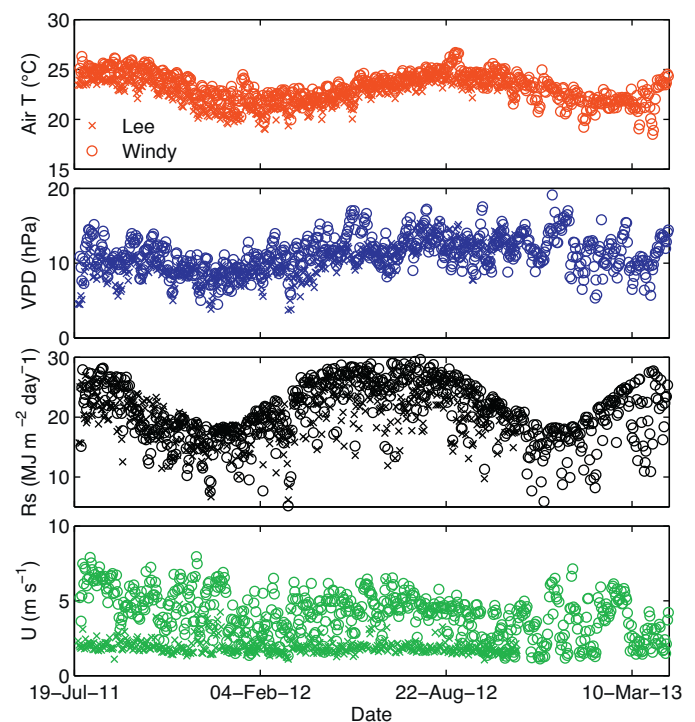 30
25
20
15
Air T (°C)
× Lee
○ Windy
20
10
0
VPD (hPa)
30
20
10
Rs (MJ m−2 day−1)
10
5
0
U (m s−1)
19−Jul−11 04−Feb−12 22−Aug−12 10−Mar−13
Date